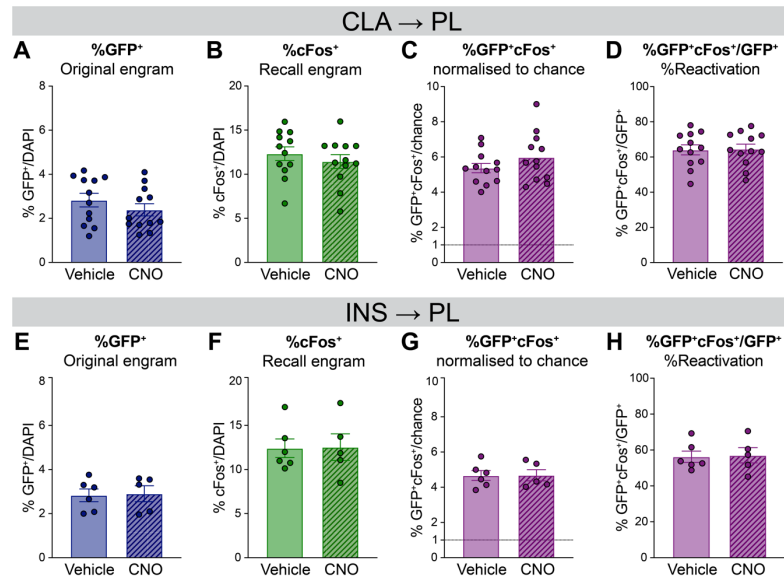 CLA → PL
A
%GFP⁺
Original engram
% GFP⁺/DAPI
8
6
4
2
0
Vehicle CNO
B
%cFos⁺
Recall engram
% cFos⁺/DAPI
20
15
10
5
0
Vehicle CNO
C
%GFP⁺cFos⁺
normalised to chance
% GFP⁺cFos⁺/chance
10
8
6
4
2
1
0
Vehicle CNO
D
%GFP⁺cFos⁺/GFP⁺
%Reactivation
% GFP⁺cFos⁺/GFP⁺
100
80
60
40
20
0
Vehicle CNO
INS → PL
E
%GFP⁺
Original engram
% GFP⁺/DAPI
8
6
4
2
0
Vehicle CNO
F
%cFos⁺
Recall engram
% cFos⁺/DAPI
20
15
10
5
0
Vehicle CNO
G
%GFP⁺cFos⁺
normalised to chance
% GFP⁺cFos⁺/chance
10
8
6
4
2
1
0
Vehicle CNO
H
%GFP⁺cFos⁺/GFP⁺
%Reactivation
% GFP⁺cFos⁺/GFP⁺
100
80
60
40
20
0
Vehicle CNO